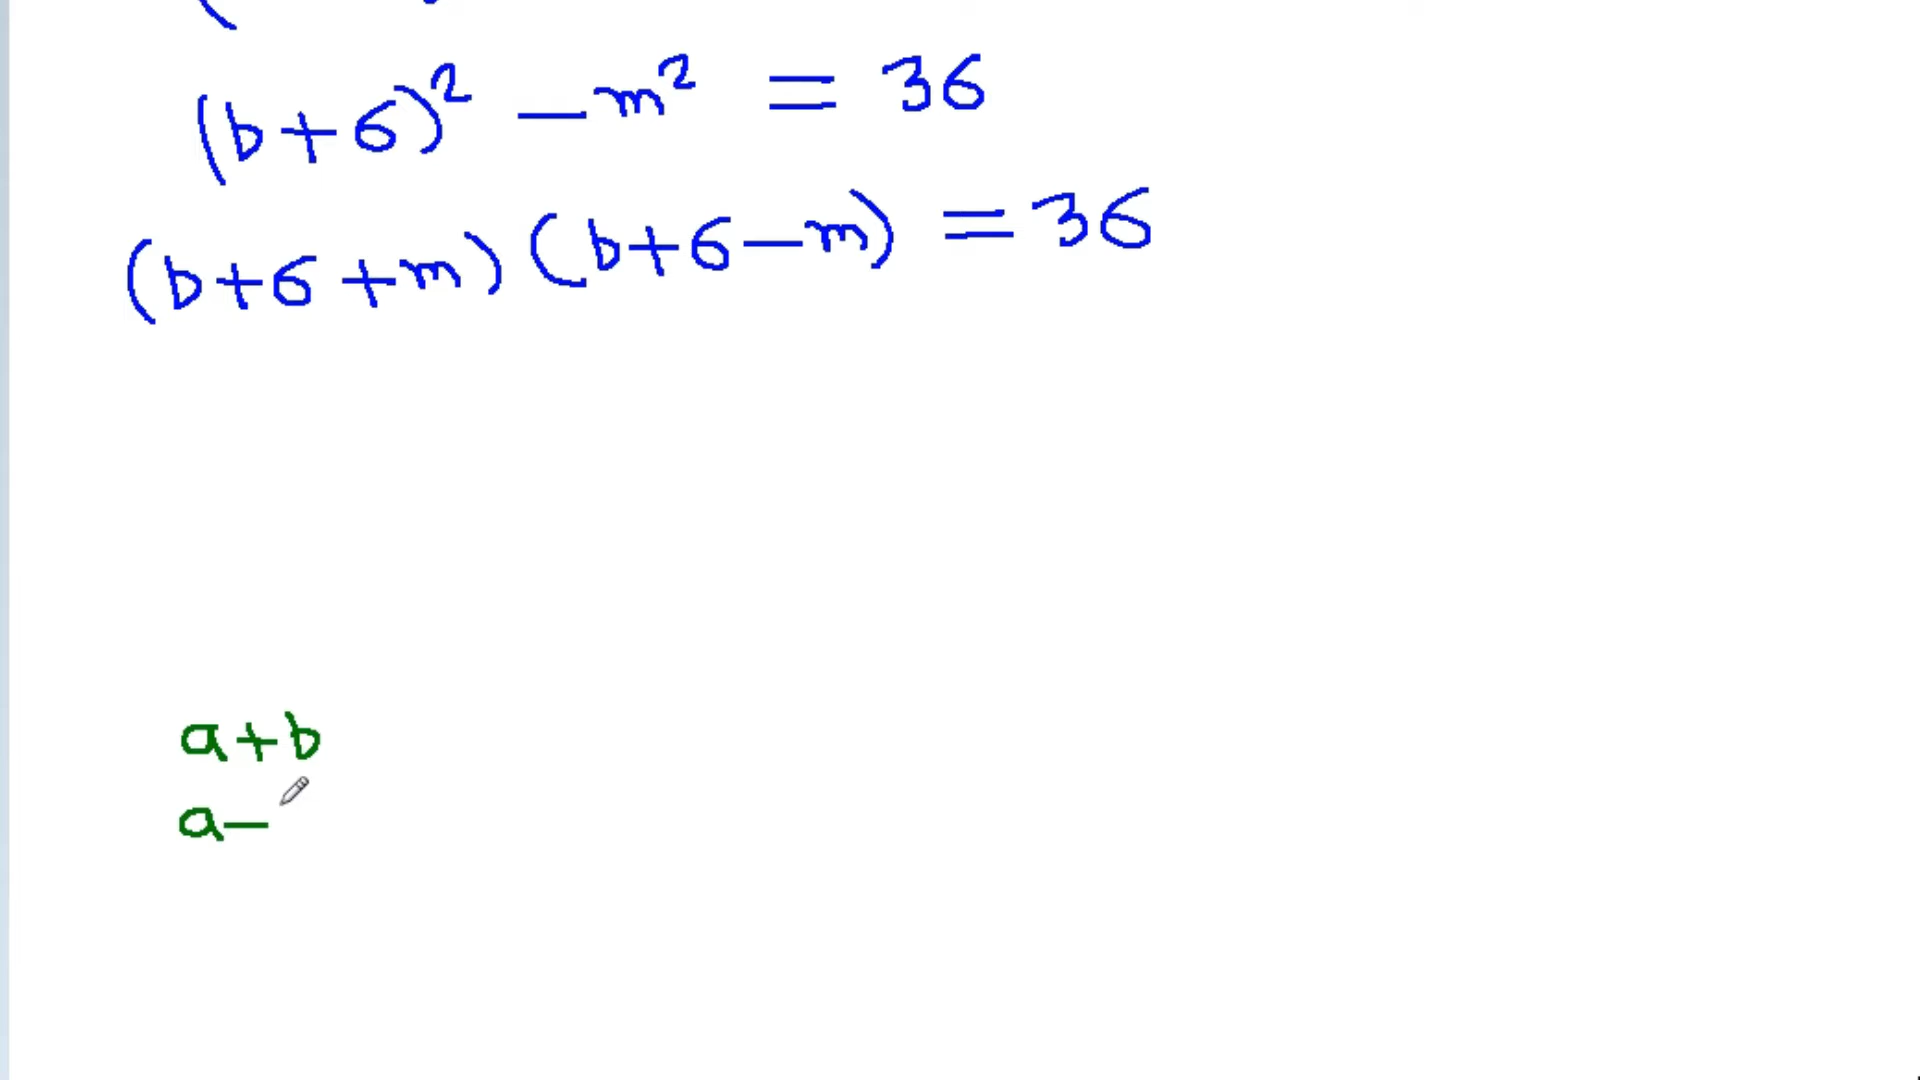 (b+6)² - m² = 36
(b+6+m)(b+6-m) = 36
a+b
a-